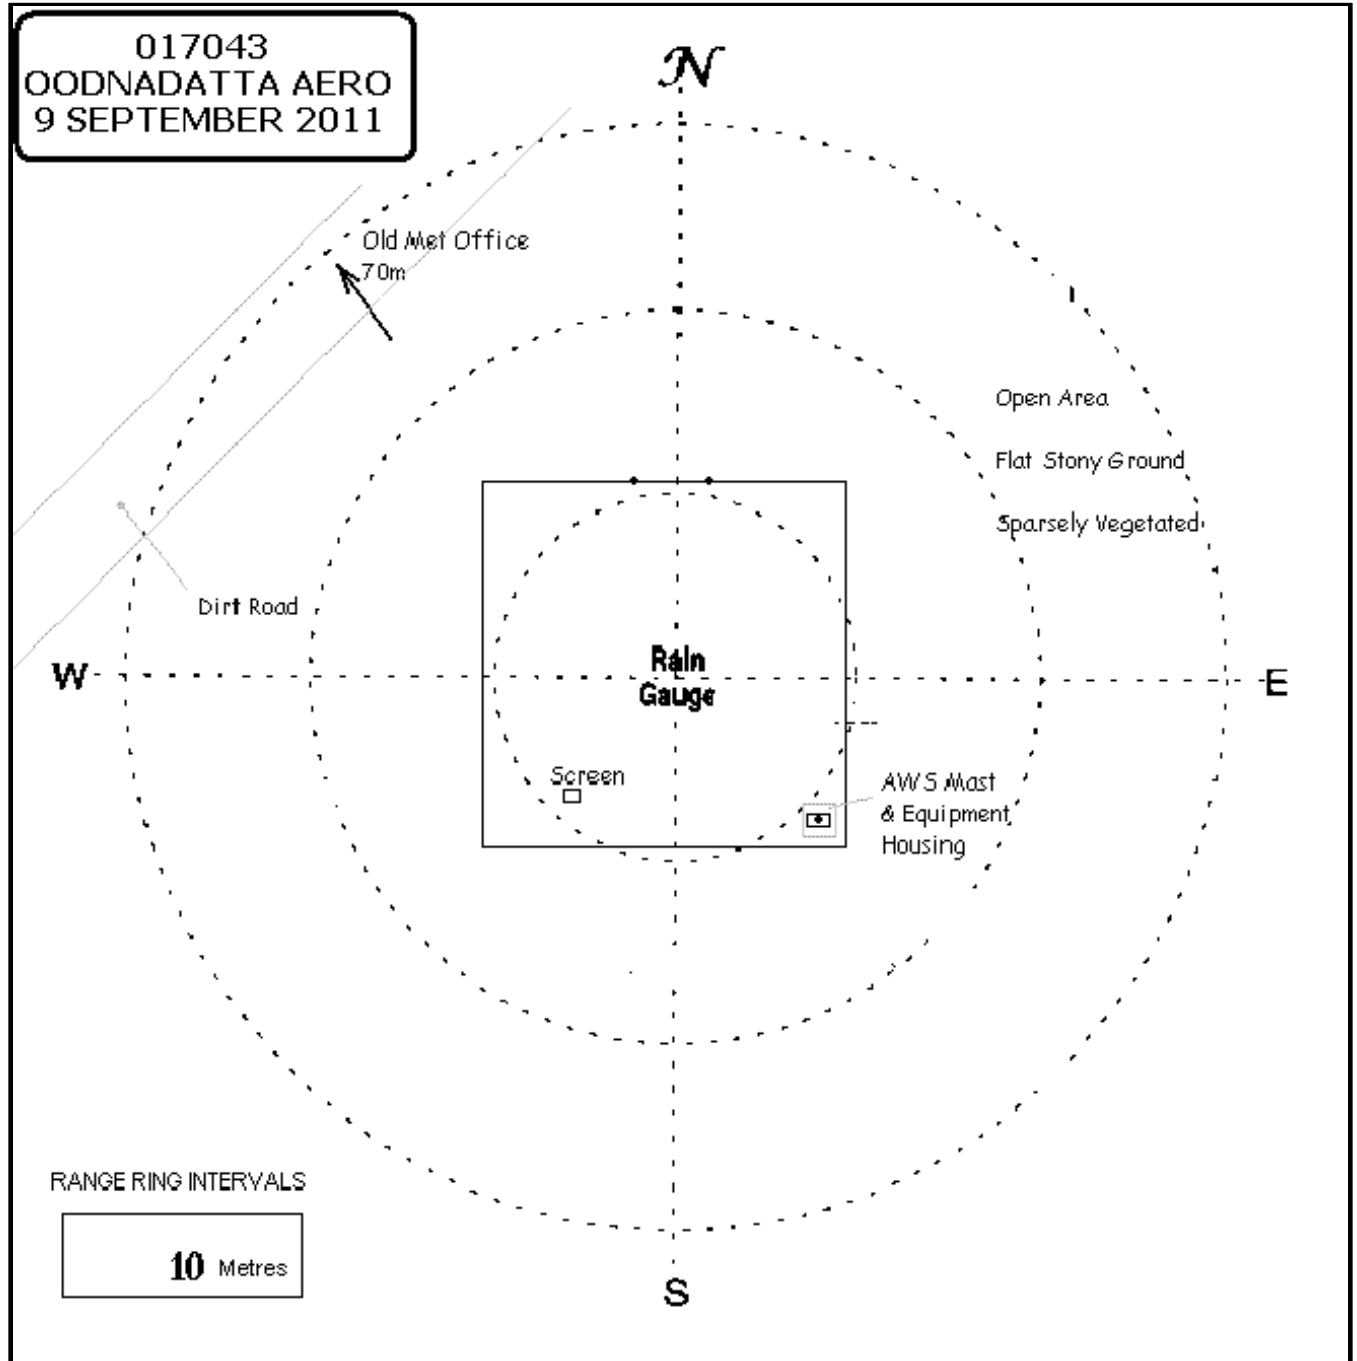 017043
OODNADATTA AERO
9 SEPTEMBER 2011
N
Old Met Office
70m
Open Area
Flat Stony Ground
Sparsely Vegetated
Dirt Road
W
Rain
Gauge
E
Screen
AWS Mast
& Equipment
Housing
RANGE RING INTERVALS
10 Metres
S